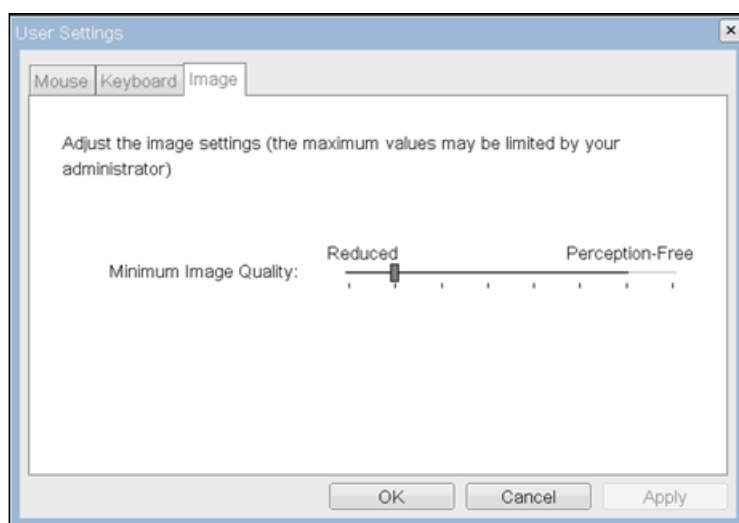 User Settings
Mouse Keyboard Image
Adjust the image settings (the maximum values may be limited by your
administrator)
Reduced Perception-Free
Minimum Image Quality:
OK Cancel Apply